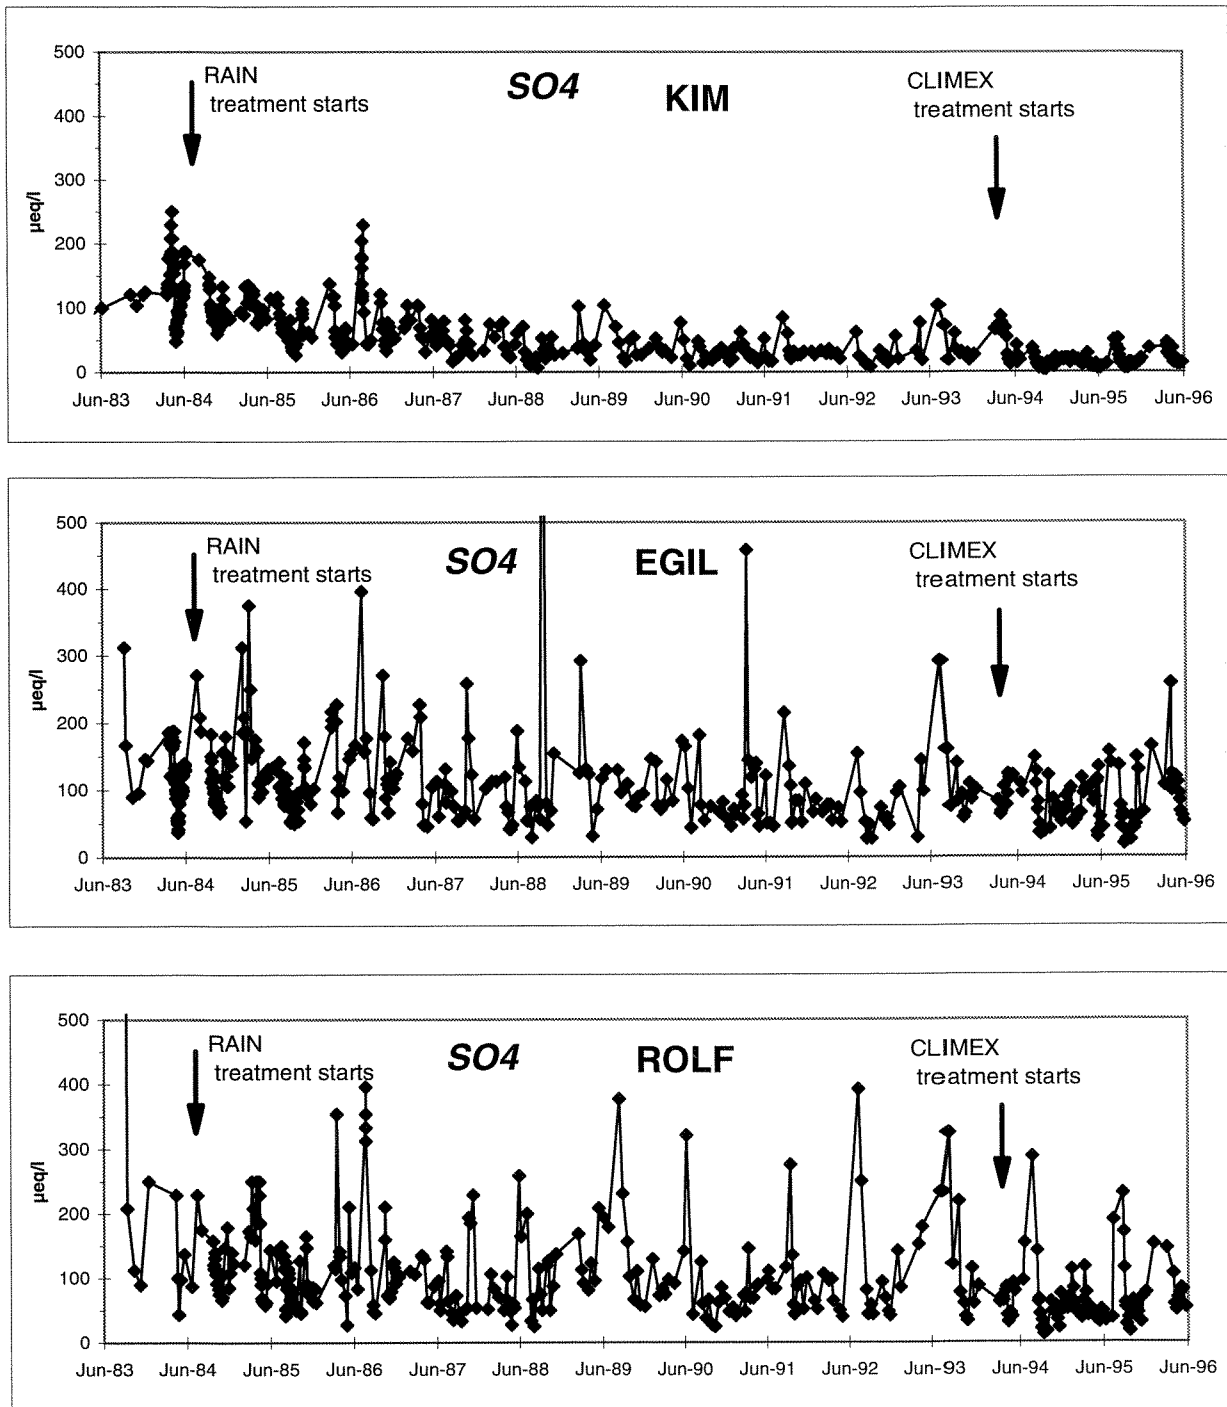 500
RAIN
treatment starts
SO4
KIM
CLIMEX
treatment starts
400
300
µeq/l
200
100
0
Jun-83 Jun-84 Jun-85 Jun-86 Jun-87 Jun-88 Jun-89 Jun-90 Jun-91 Jun-92 Jun-93 Jun-94 Jun-95 Jun-96
500
RAIN
treatment starts
SO4
EGIL
CLIMEX
treatment starts
400
300
µeq/l
200
100
0
Jun-83 Jun-84 Jun-85 Jun-86 Jun-87 Jun-88 Jun-89 Jun-90 Jun-91 Jun-92 Jun-93 Jun-94 Jun-95 Jun-96
500
RAIN
treatment starts
SO4
ROLF
CLIMEX
treatment starts
400
300
µeq/l
200
100
0
Jun-83 Jun-84 Jun-85 Jun-86 Jun-87 Jun-88 Jun-89 Jun-90 Jun-91 Jun-92 Jun-93 Jun-94 Jun-95 Jun-96